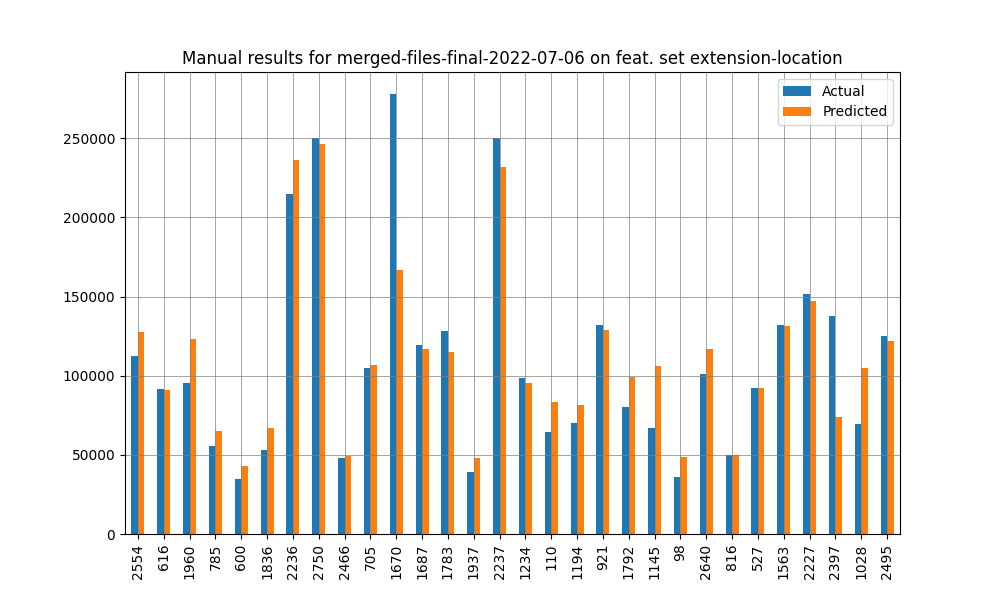 Manual results for merged-files-final-2022-07-06 on feat. set extension-location
Actual
Predicted
250000
200000
150000
100000
50000
0
2554 616 1960 785 600 1836 2236 2750 2466 705 1670 1687 1783 1937 2237 1234 110 1194 921 1792 1145 98 2640 816 527 1563 2227 2397 1028 2495